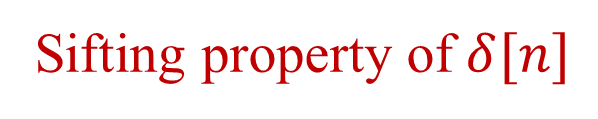 Sifting property of δ[n]